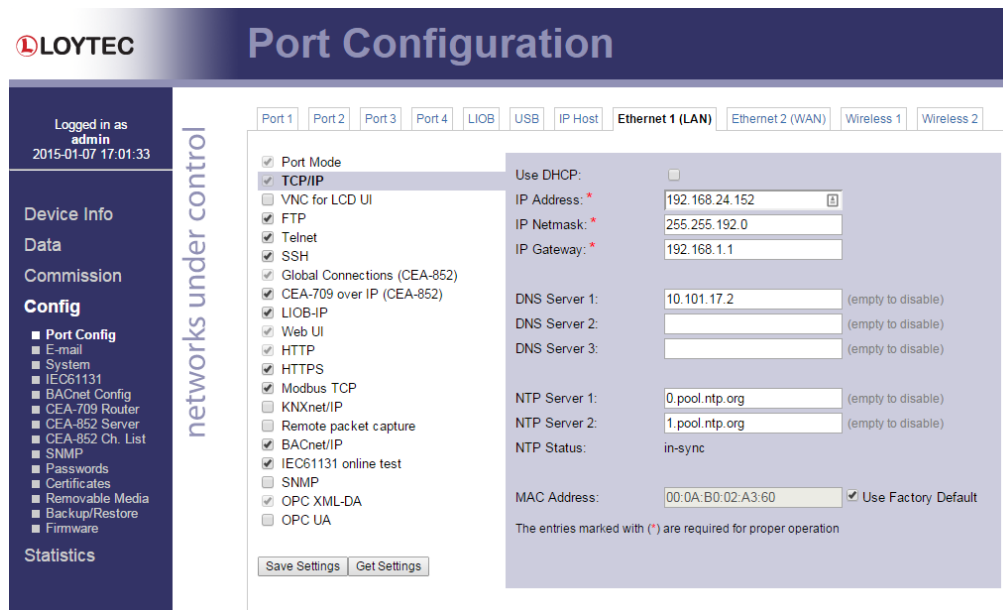 LOYTEC
Port Configuration
Logged in as
admin
2015-01-07 17:01:33
Device Info
Data
Commission
Config
Port Config
E-mail
System
IEC61131
BACnet Config
CEA-709 Router
CEA-852 Server
CEA-852 Ch. List
SNMP
Passwords
Certificates
Removable Media
Backup/Restore
Firmware
Statistics
networks under control
Port 1 Port 2 Port 3 Port 4 LIOB USB IP Host Ethernet 1 (LAN) Ethernet 2 (WAN) Wireless 1 Wireless 2
Port Mode
TCP/IP
VNC for LCD UI
FTP
Telnet
SSH
Global Connections (CEA-852)
CEA-709 over IP (CEA-852)
LIOB-IP
Web UI
HTTP
HTTPS
Modbus TCP
KNXnet/IP
Remote packet capture
BACnet/IP
IEC61131 online test
SNMP
OPC XML-DA
OPC UA
Save Settings Get Settings
Use DHCP:
IP Address: * 192.168.24.152
IP Netmask: * 255.255.192.0
IP Gateway: * 192.168.1.1
DNS Server 1: 10.101.17.2 (empty to disable)
DNS Server 2: (empty to disable)
DNS Server 3: (empty to disable)
NTP Server 1: 0.pool.ntp.org (empty to disable)
NTP Server 2: 1.pool.ntp.org (empty to disable)
NTP Status: in-sync
MAC Address: 00:0A:B0:02:A3:60 Use Factory Default
The entries marked with (*) are required for proper operation